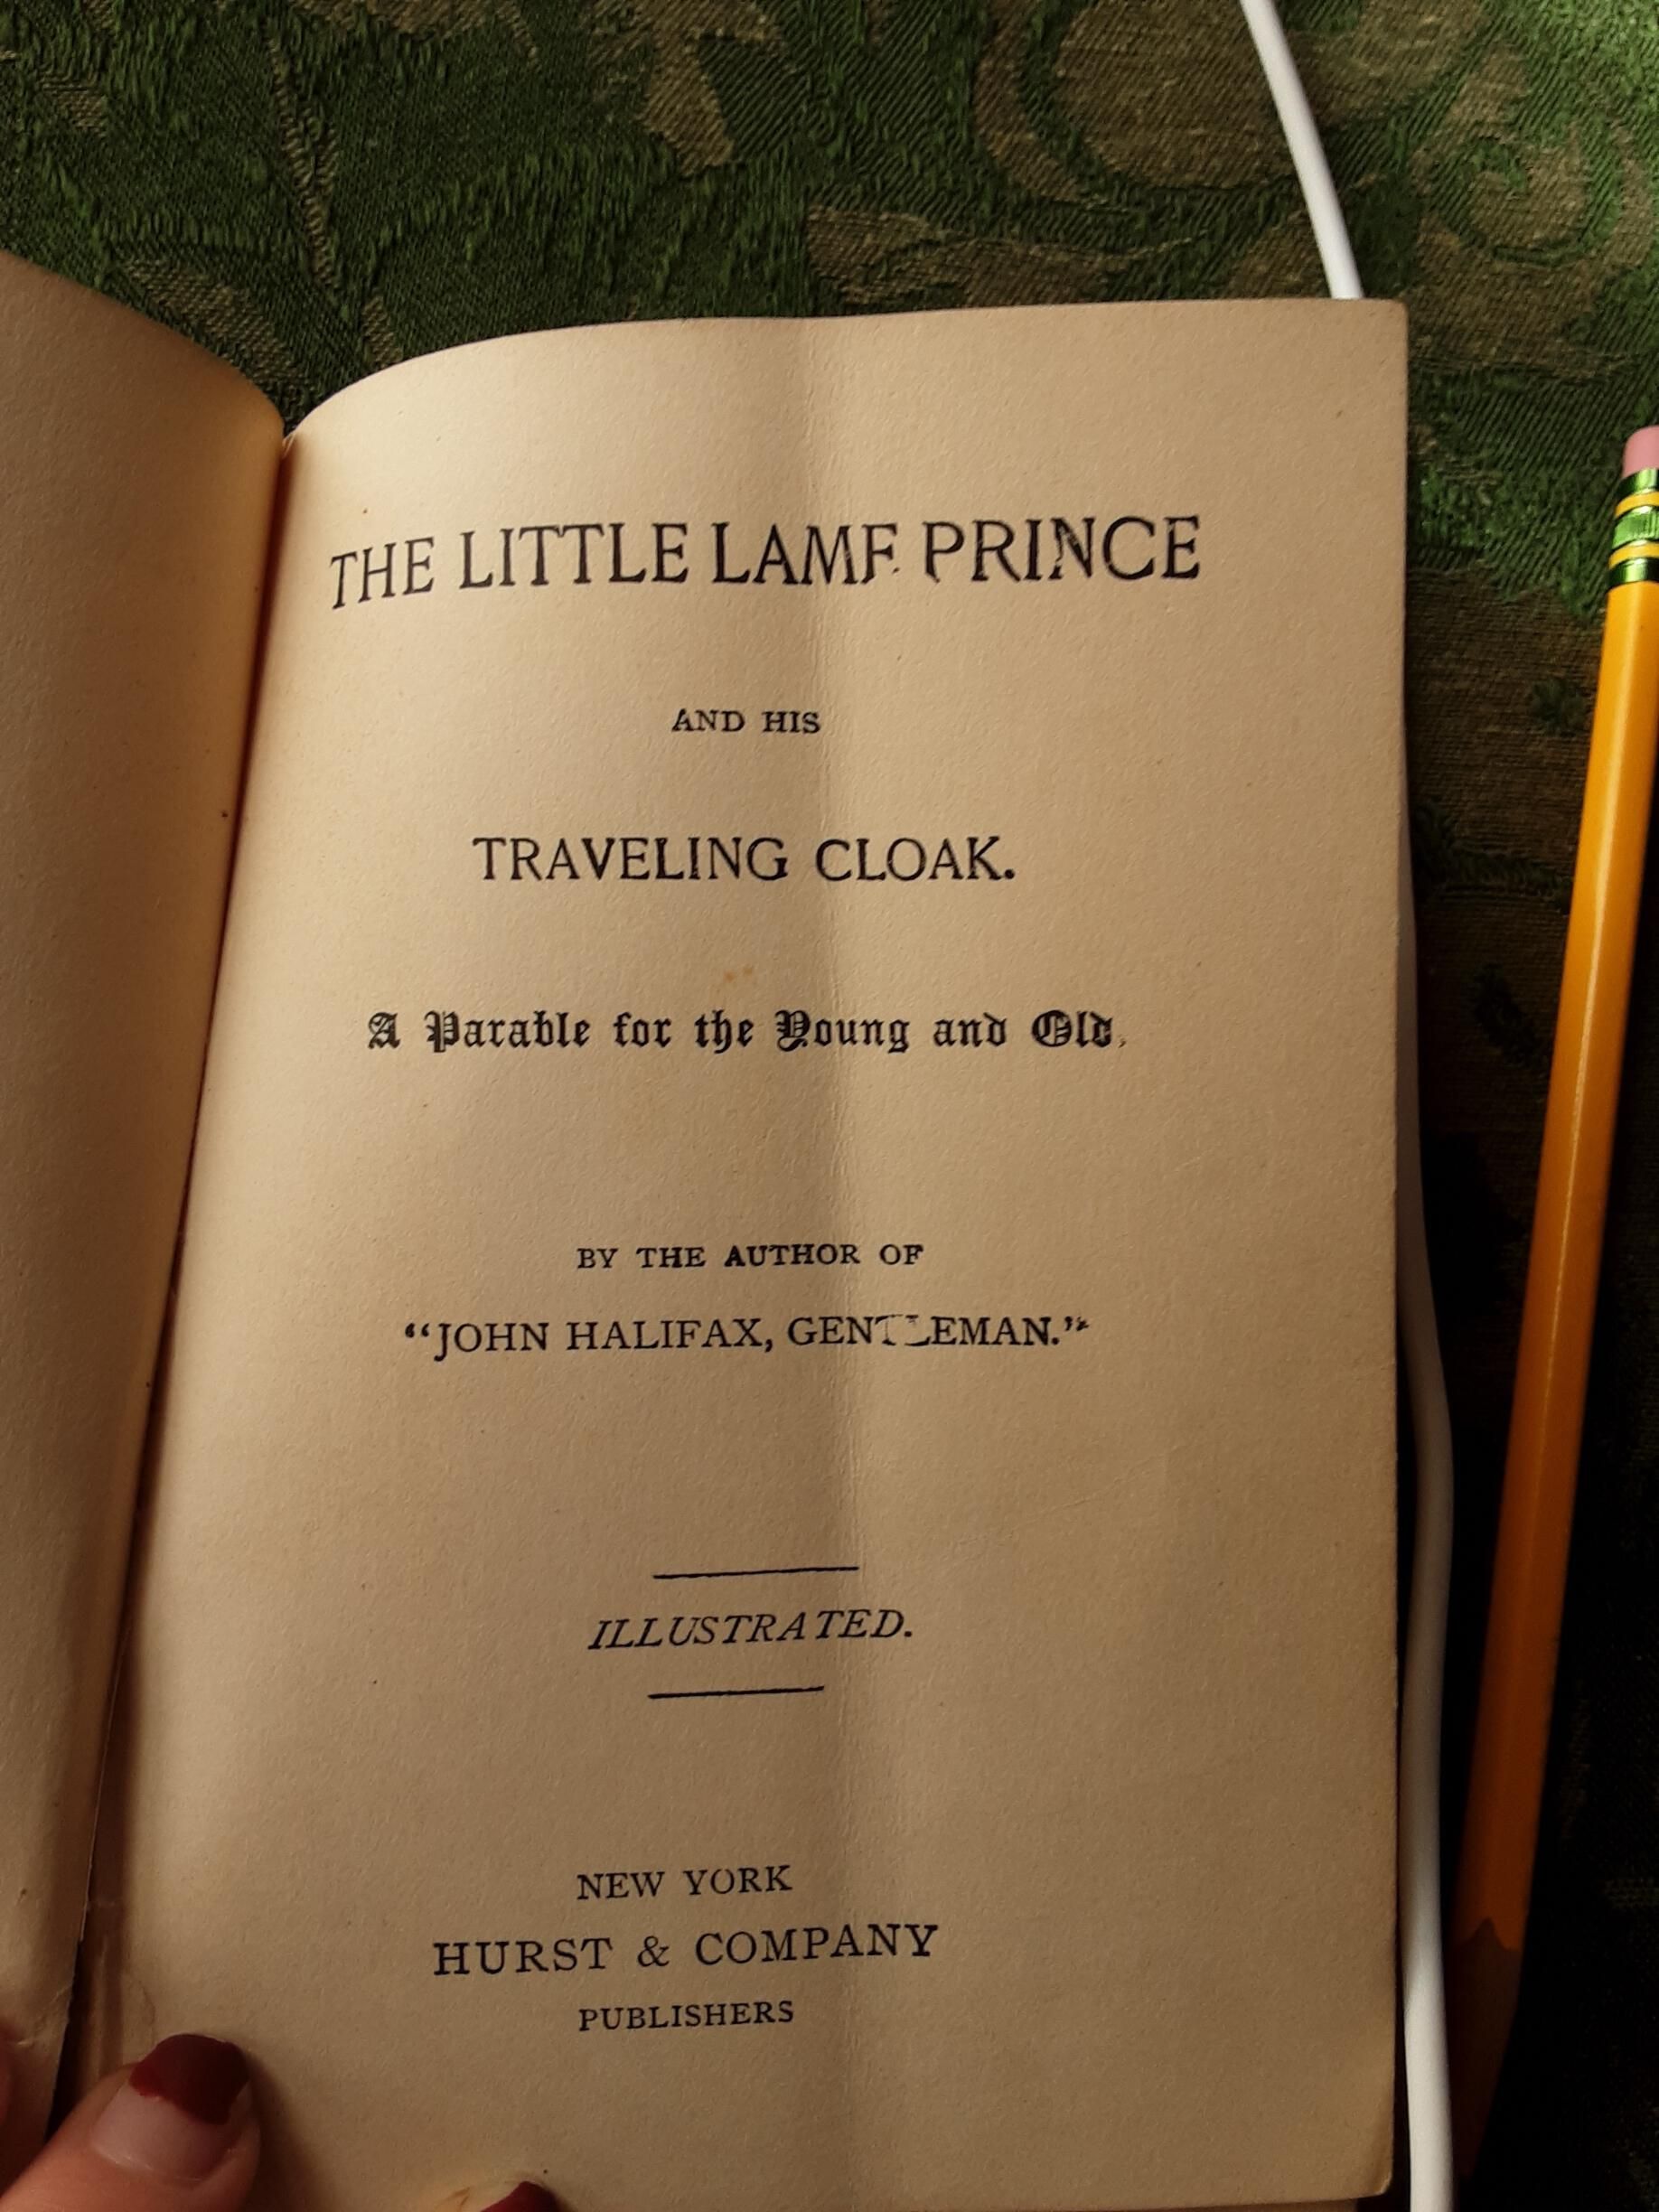 THE LITTLE LAME PRINCE
AND HIS
TRAVELING CLOAK.
A Parable for the Young and Old.
BY THE AUTHOR OF
“JOHN HALIFAX, GENTLEMAN.”
ILLUSTRATED.
NEW YORK
HURST & COMPANY
PUBLISHERS